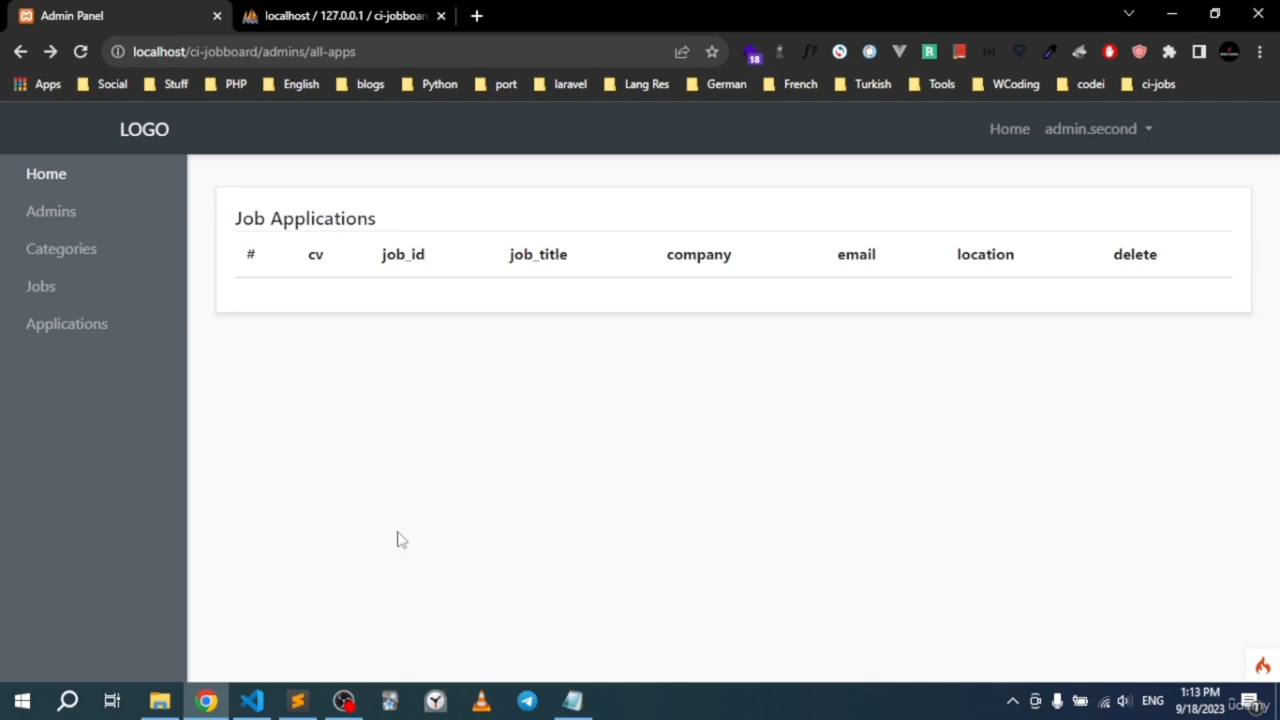 Admin Panel
localhost / 127.0.0.1 / ci-jobboar
localhost/ci-jobboard/admins/all-apps
18
Apps Social Stuff PHP English blogs Python port laravel Lang Res German French Turkish Tools WCoding codei ci-jobs
LOGO Home admin.second
Home
Admins
Categories
Jobs
Applications
Job Applications
# cv job_id job_title company email location delete
ENG
1:13 PM
9/18/2023
udemy